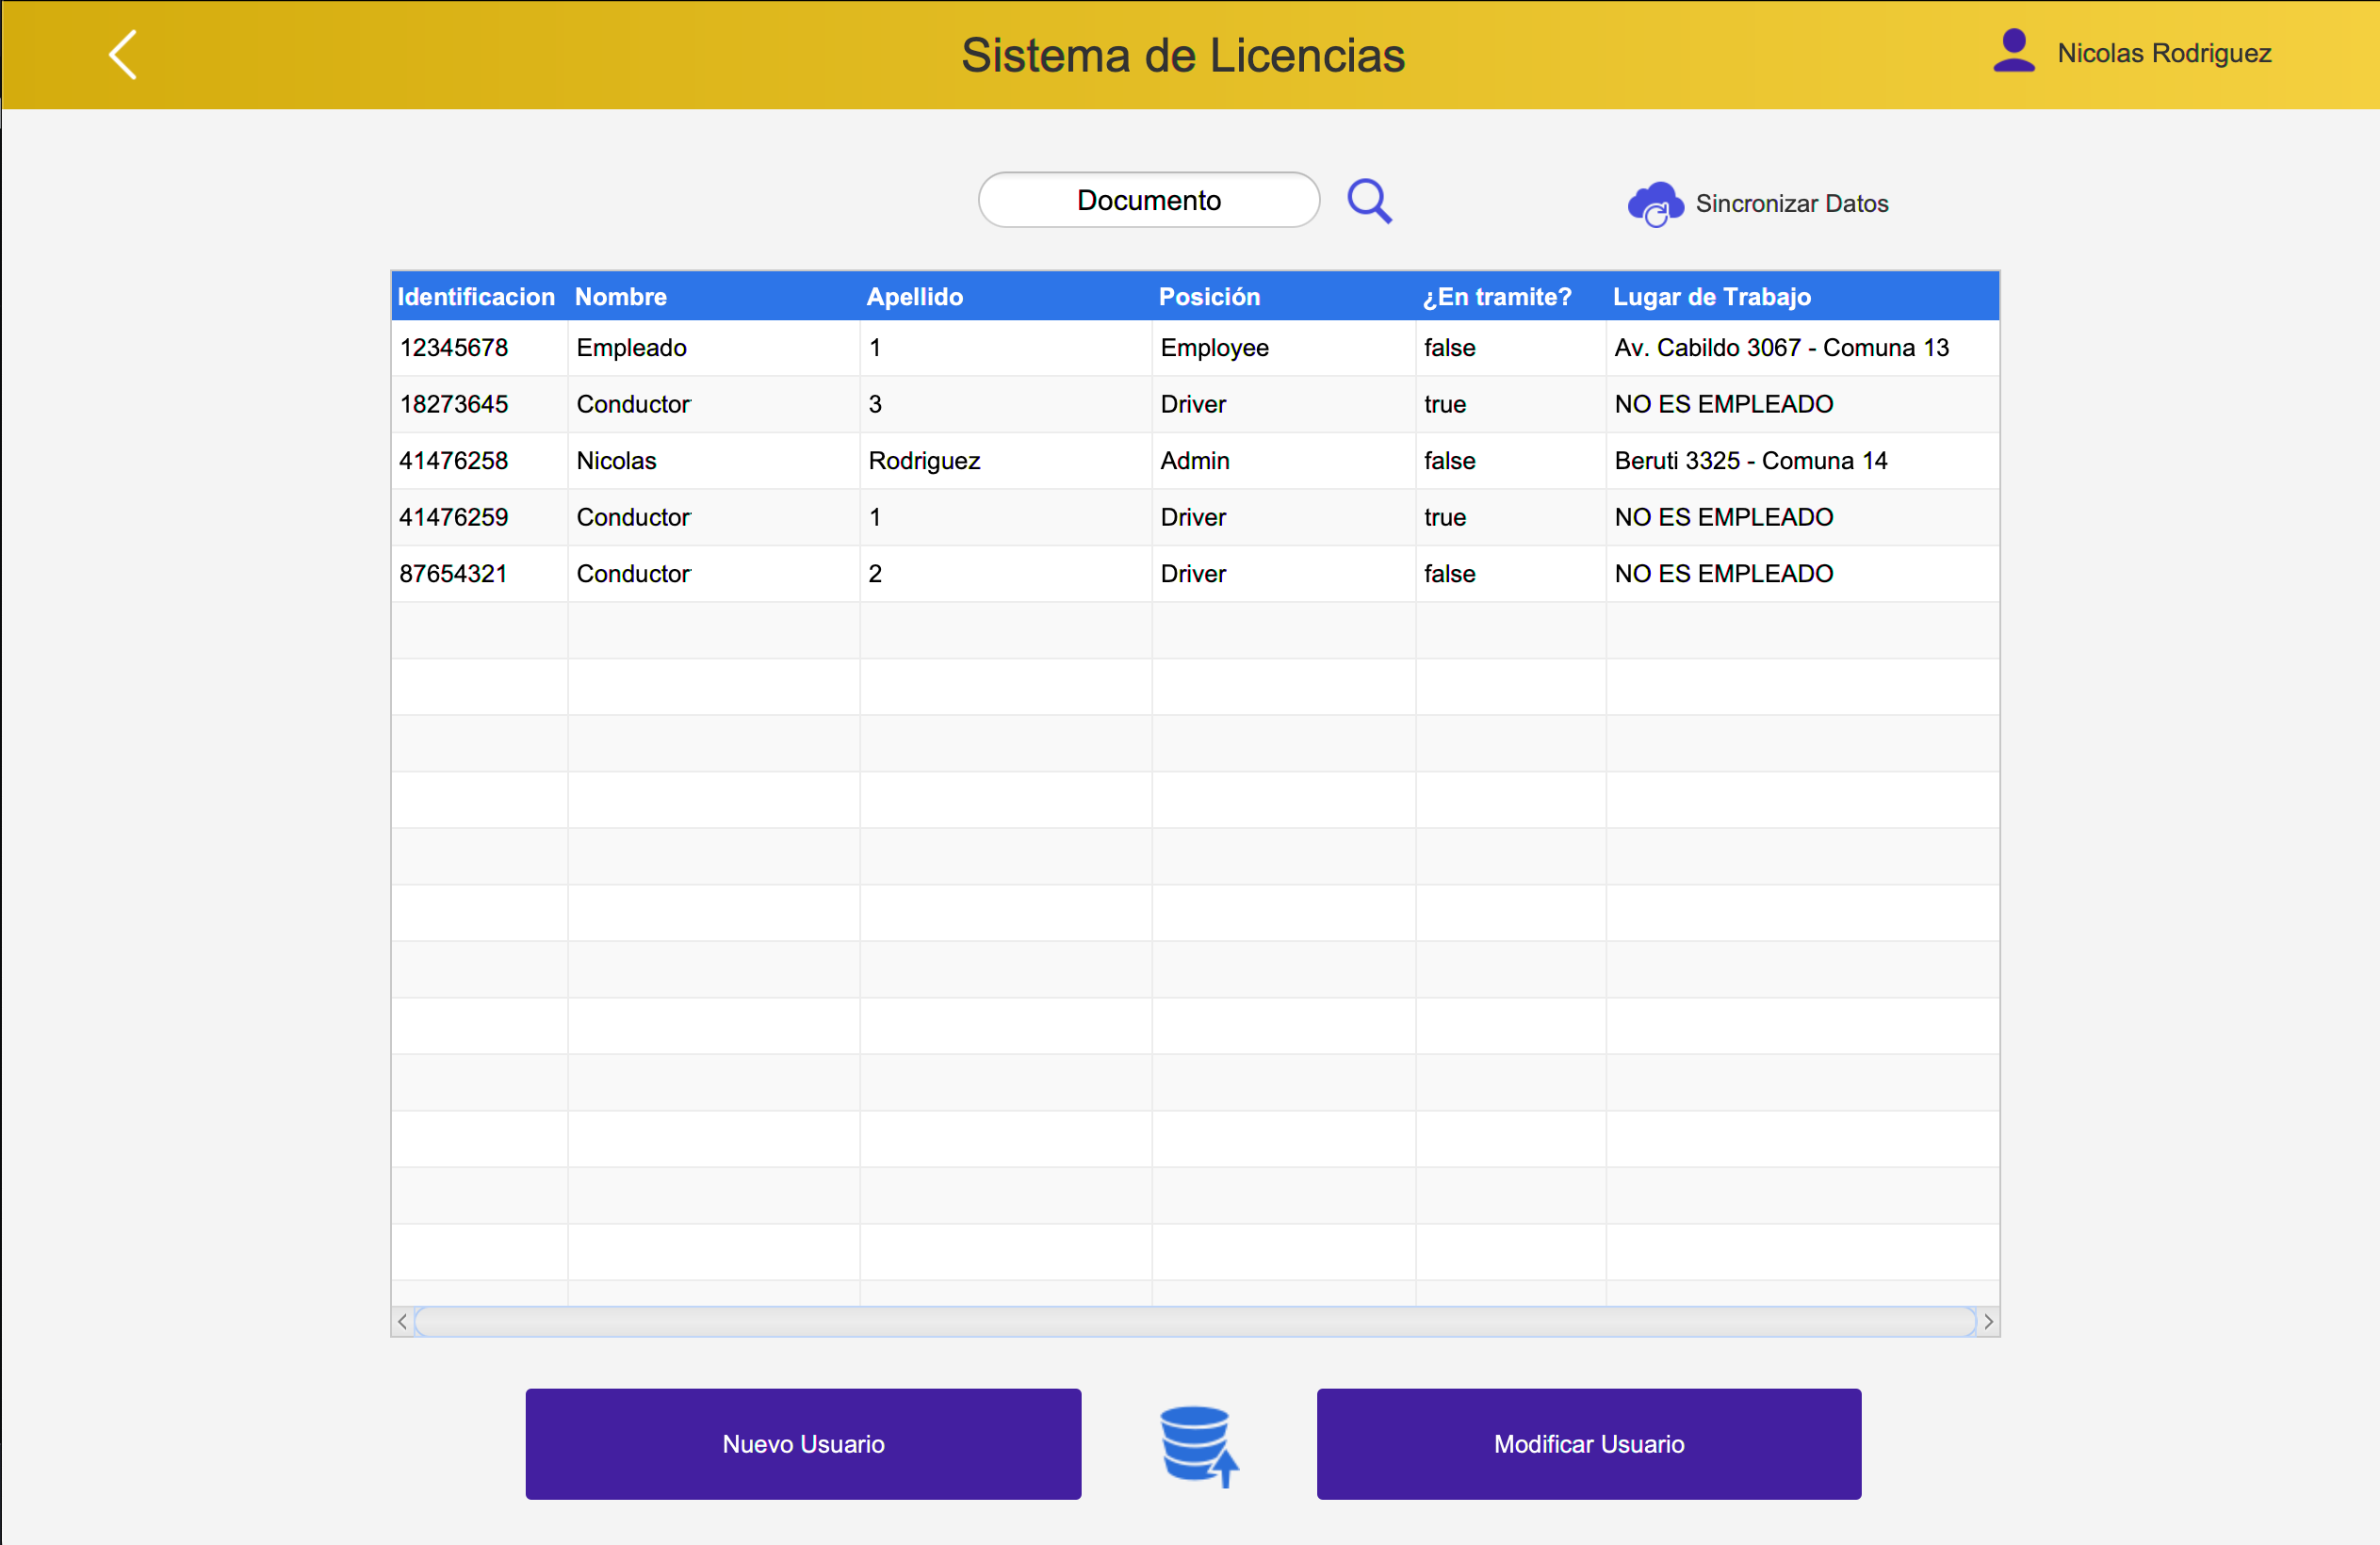 Sistema de Licencias
Nicolas Rodriguez
Documento
Sincronizar Datos
Identificacion Nombre Apellido Posición ¿En tramite? Lugar de Trabajo
12345678 Empleado 1 Employee false Av. Cabildo 3067 - Comuna 13
18273645 Conductor 3 Driver true NO ES EMPLEADO
41476258 Nicolas Rodriguez Admin false Beruti 3325 - Comuna 14
41476259 Conductor 1 Driver true NO ES EMPLEADO
87654321 Conductor 2 Driver false NO ES EMPLEADO
Nuevo Usuario
Modificar Usuario